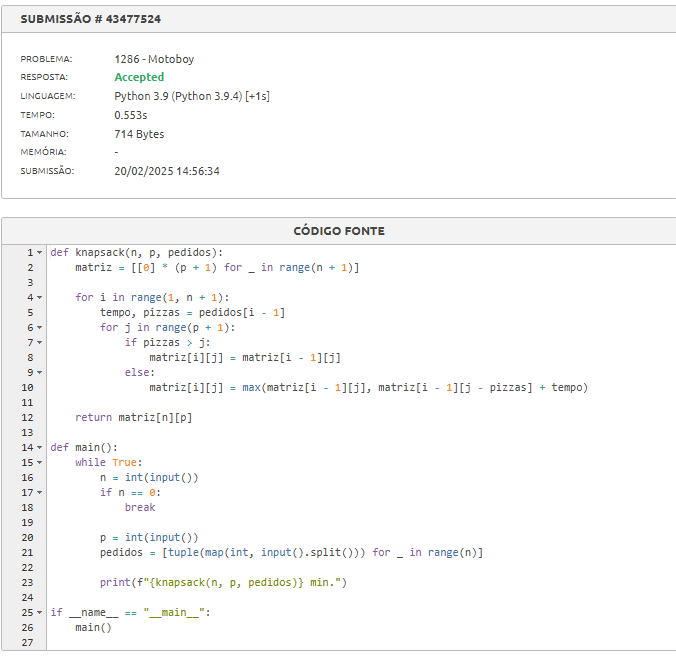 SUBMISSÃO # 43477524
PROBLEMA: 1286 - Motoboy
RESPOSTA: Accepted
LINGUAGEM: Python 3.9 (Python 3.9.4) [+1s]
TEMPO: 0.553s
TAMANHO: 714 Bytes
MEMÓRIA: -
SUBMISSÃO: 20/02/2025 14:56:34
CÓDIGO FONTE
1 def knapsack(n, p, pedidos):
2     matriz = [[0] * (p + 1) for _ in range(n + 1)]
3
4     for i in range(1, n + 1):
5         tempo, pizzas = pedidos[i - 1]
6         for j in range(p + 1):
7             if pizzas > j:
8                 matriz[i][j] = matriz[i - 1][j]
9             else:
10                 matriz[i][j] = max(matriz[i - 1][j], matriz[i - 1][j - pizzas] + tempo)
11
12     return matriz[n][p]
13
14 def main():
15     while True:
16         n = int(input())
17         if n == 0:
18             break
19
20         p = int(input())
21         pedidos = [tuple(map(int, input().split())) for _ in range(n)]
22
23         print(f"{knapsack(n, p, pedidos)} min.")
24
25 if __name__ == "__main__":
26     main()
27